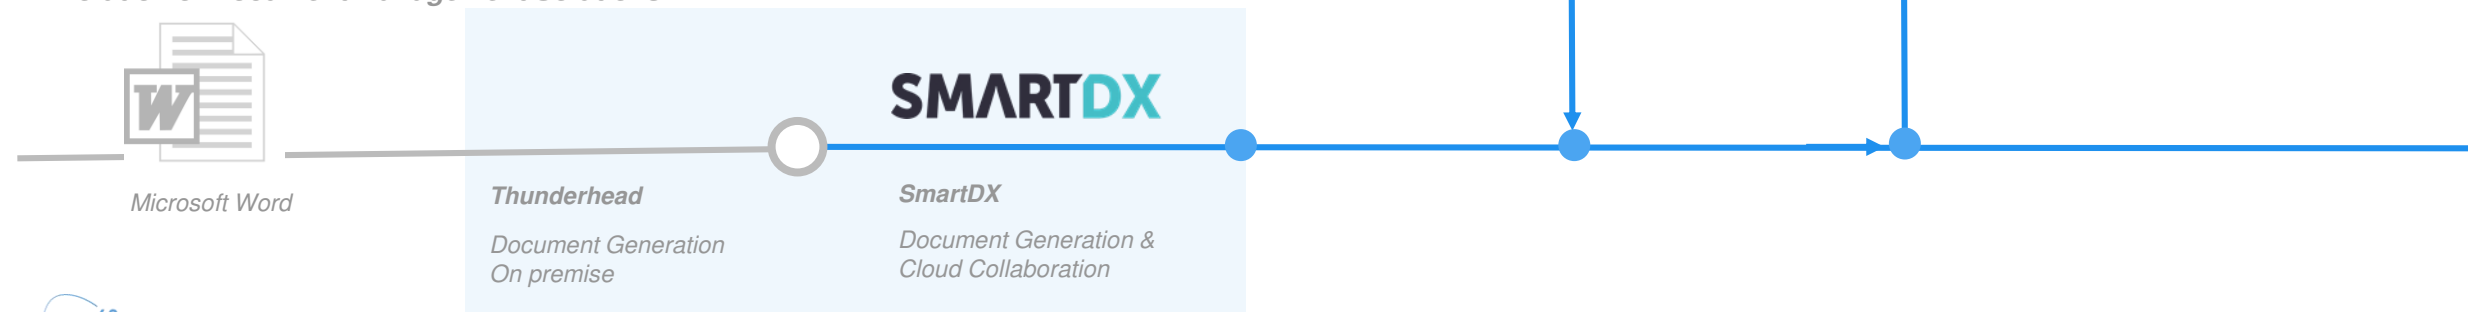 W
SMARTDX
Microsoft Word
Thunderhead
SmartDX
Document Generation
On premise
Document Generation &
Cloud Collaboration